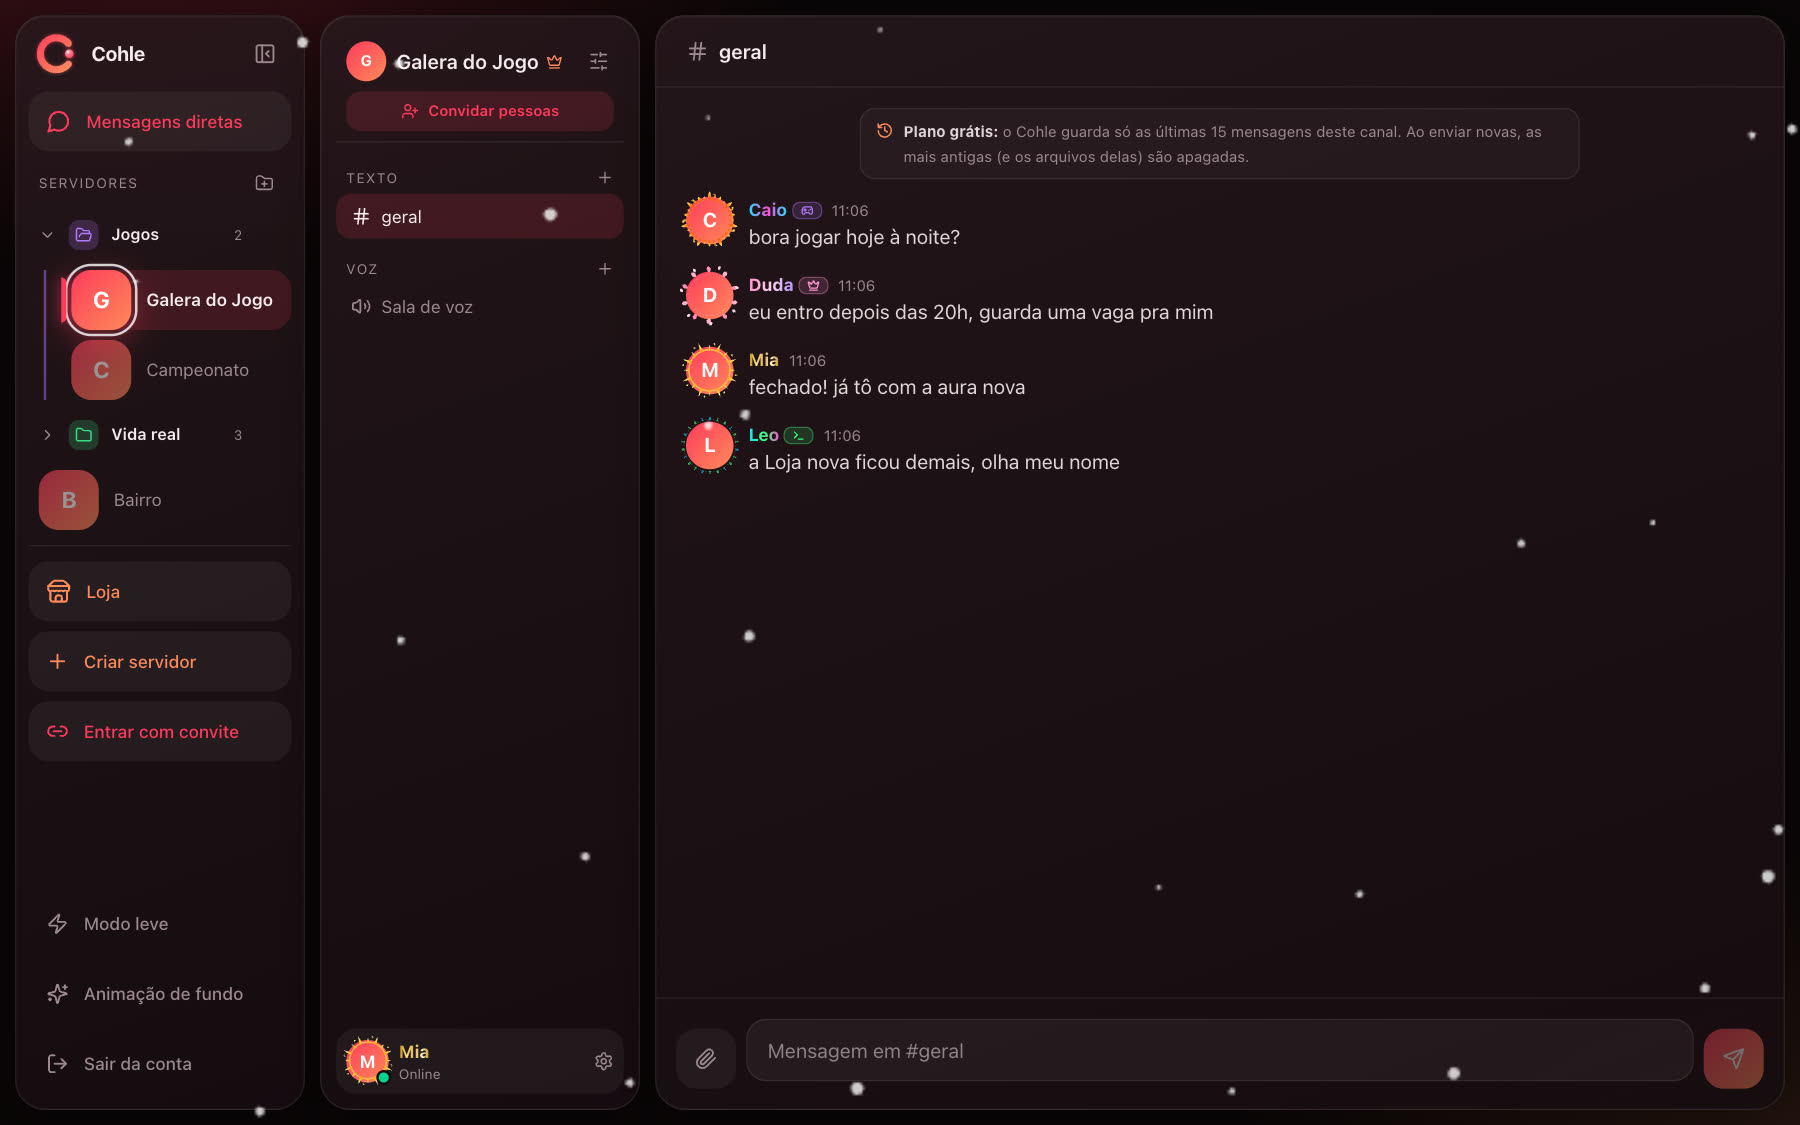 Cohle
Mensagens diretas
SERVIDORES
Jogos 2
G Galera do Jogo
C Campeonato
Vida real 3
B Bairro
Loja
Criar servidor
Entrar com convite
Modo leve
Animação de fundo
Sair da conta
G Galera do Jogo
Convidar pessoas
TEXTO
# geral
VOZ
Sala de voz
M Mia
Online
# geral
Plano grátis: o Cohle guarda só as últimas 15 mensagens deste canal. Ao enviar novas, as
mais antigas (e os arquivos delas) são apagadas.
C Caio 11:06
bora jogar hoje à noite?
D Duda 11:06
eu entro depois das 20h, guarda uma vaga pra mim
M Mia 11:06
fechado! já tô com a aura nova
L Leo 11:06
a Loja nova ficou demais, olha meu nome
Mensagem em #geral